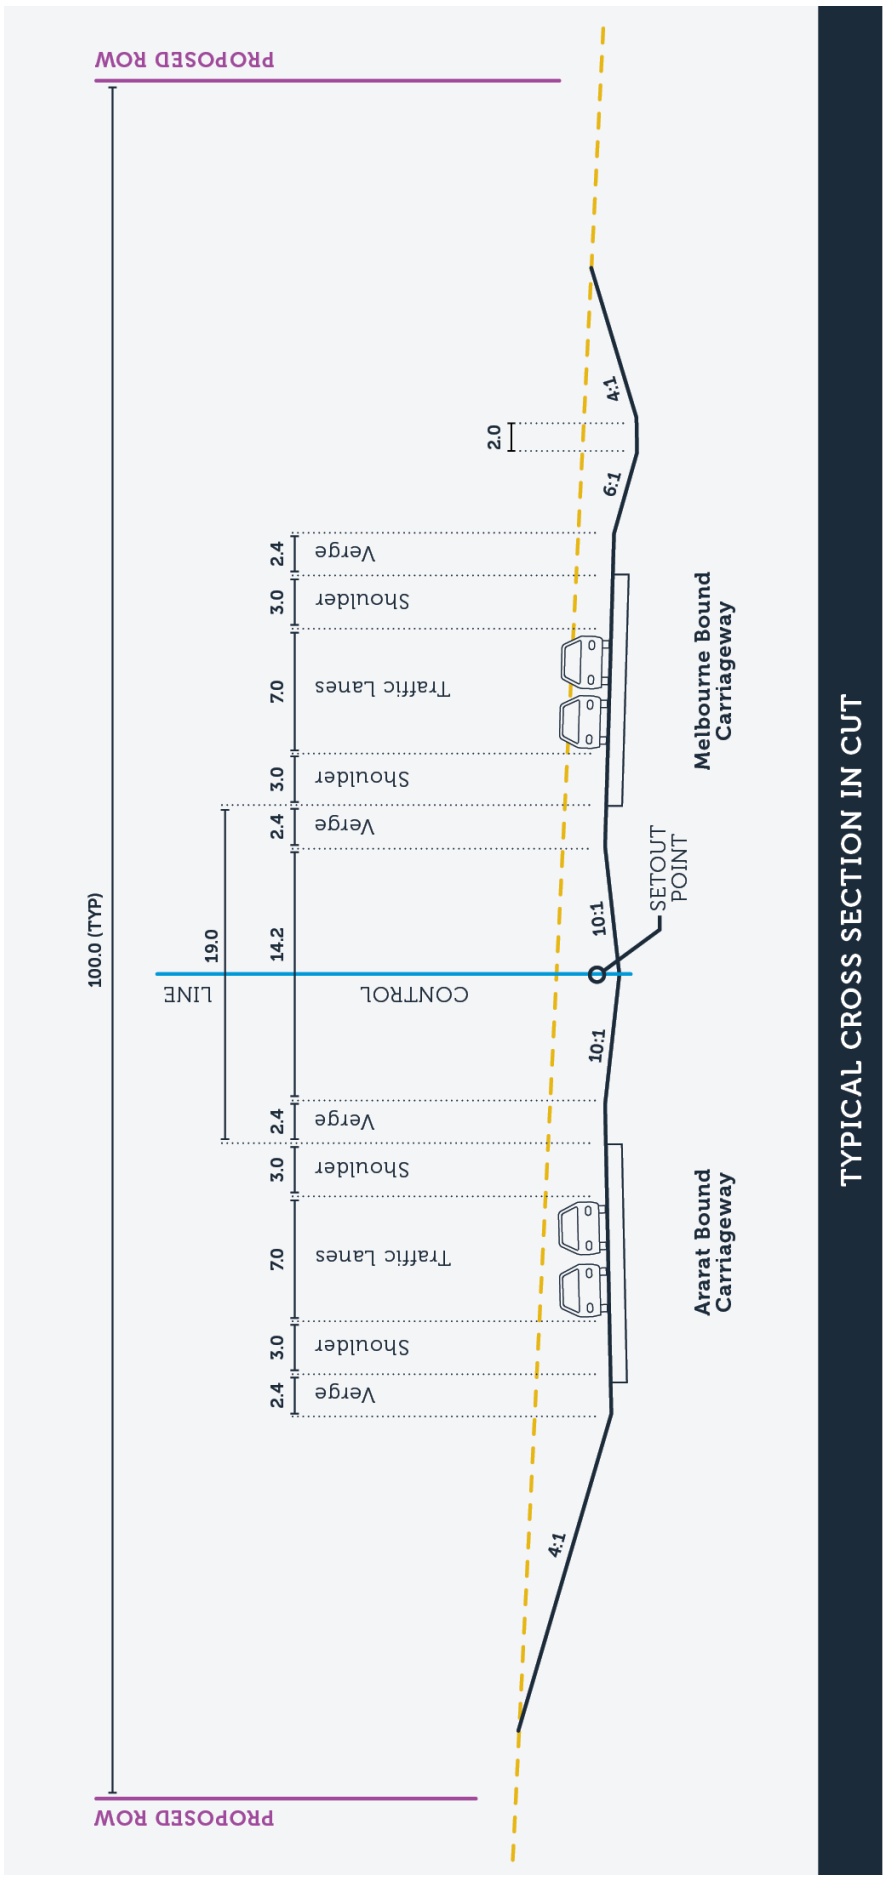 PROPOSED ROW
PROPOSED ROW
100.0 (TYP)
19.0
2.4
3.0
7.0
3.0
2.4
14.2
2.4
3.0
7.0
3.0
2.4
2.0
Verge
Shoulder
Traffic Lanes
Shoulder
Verge
CONTROL
LINE
Verge
Shoulder
Traffic Lanes
Shoulder
Verge
4:1
10:1
10:1
6:1
4:1
SETOUT
POINT
Ararat Bound
Carriageway
Melbourne Bound
Carriageway
TYPICAL CROSS SECTION IN CUT